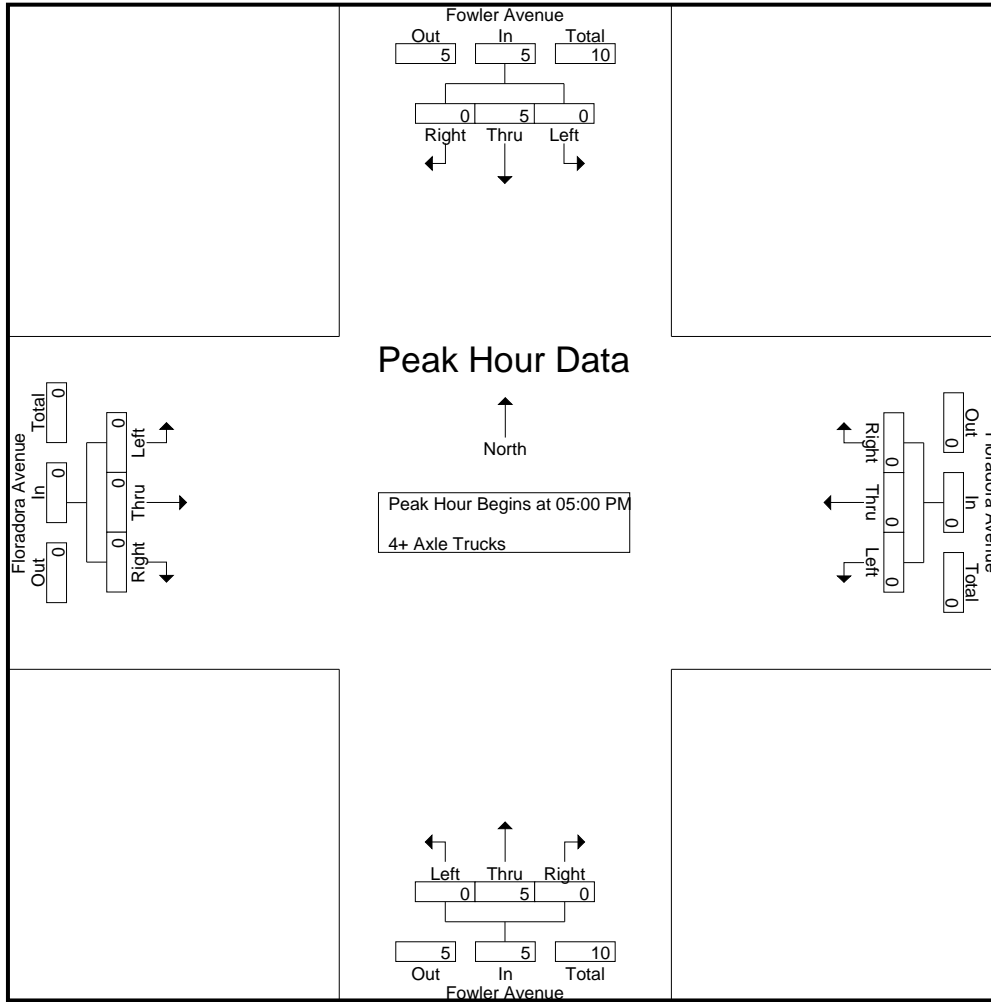 Fowler Avenue
Out In Total
5 5 10
0 5 0
Right Thru Left
Peak Hour Data
North
Peak Hour Begins at 05:00 PM
4+ Axle Trucks
Floradora Avenue
Out In Total
0 0 0
0 0 0
Left Thru Right
Floradora Avenue
Out In Total
0 0 0
0 0 0
Right Thru Left
Left Thru Right
0 5 0
5 5 10
Out In Total
Fowler Avenue